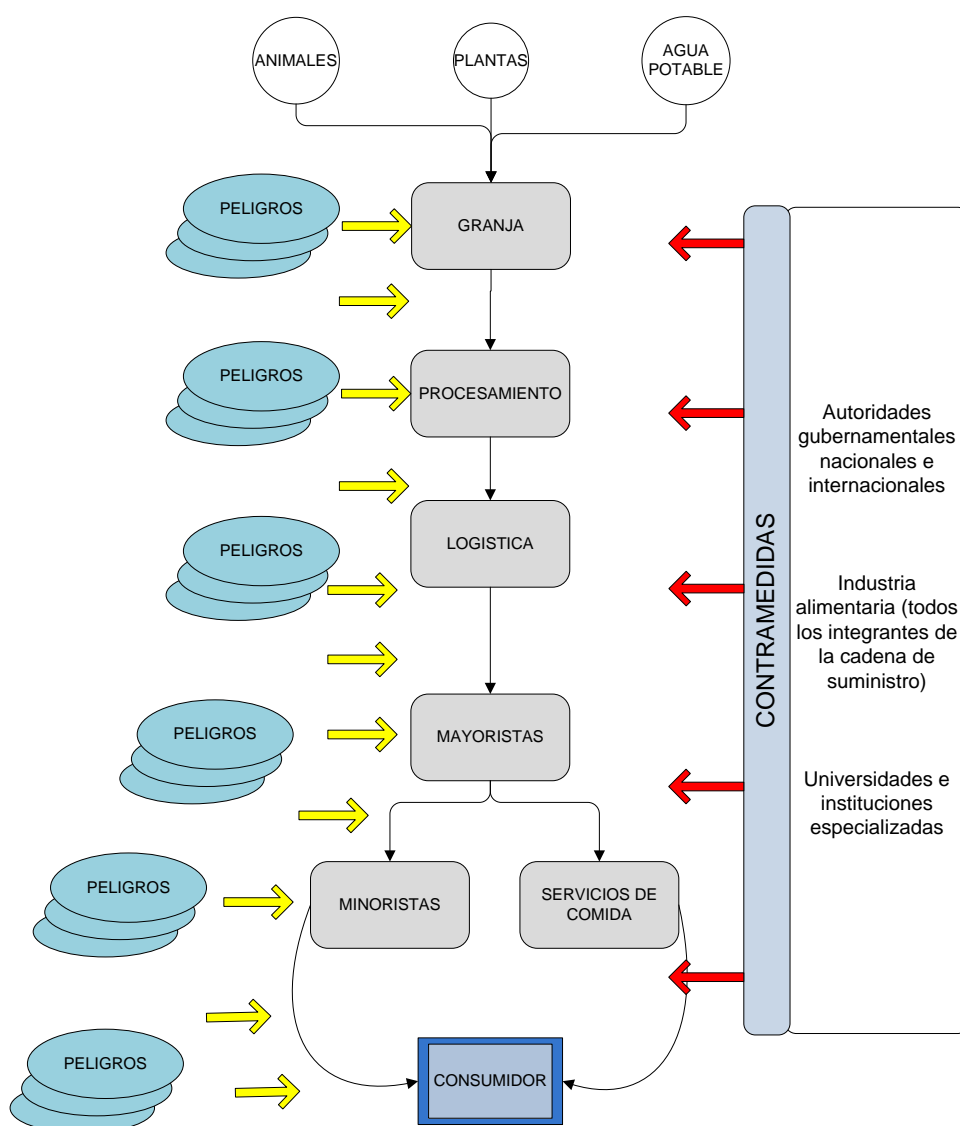 ANIMALES
PLANTAS
AGUA
POTABLE
PELIGROS
GRANJA
PELIGROS
PROCESAMIENTO
PELIGROS
LOGISTICA
PELIGROS
MAYORISTAS
PELIGROS
MINORISTAS
SERVICIOS DE
COMIDA
PELIGROS
CONSUMIDOR
CONTRAMEDIDAS
Autoridades
gubernamentales
nacionales e
internacionales
Industria
alimentaria (todos
los integrantes de
la cadena de
suministro)
Universidades e
instituciones
especializadas